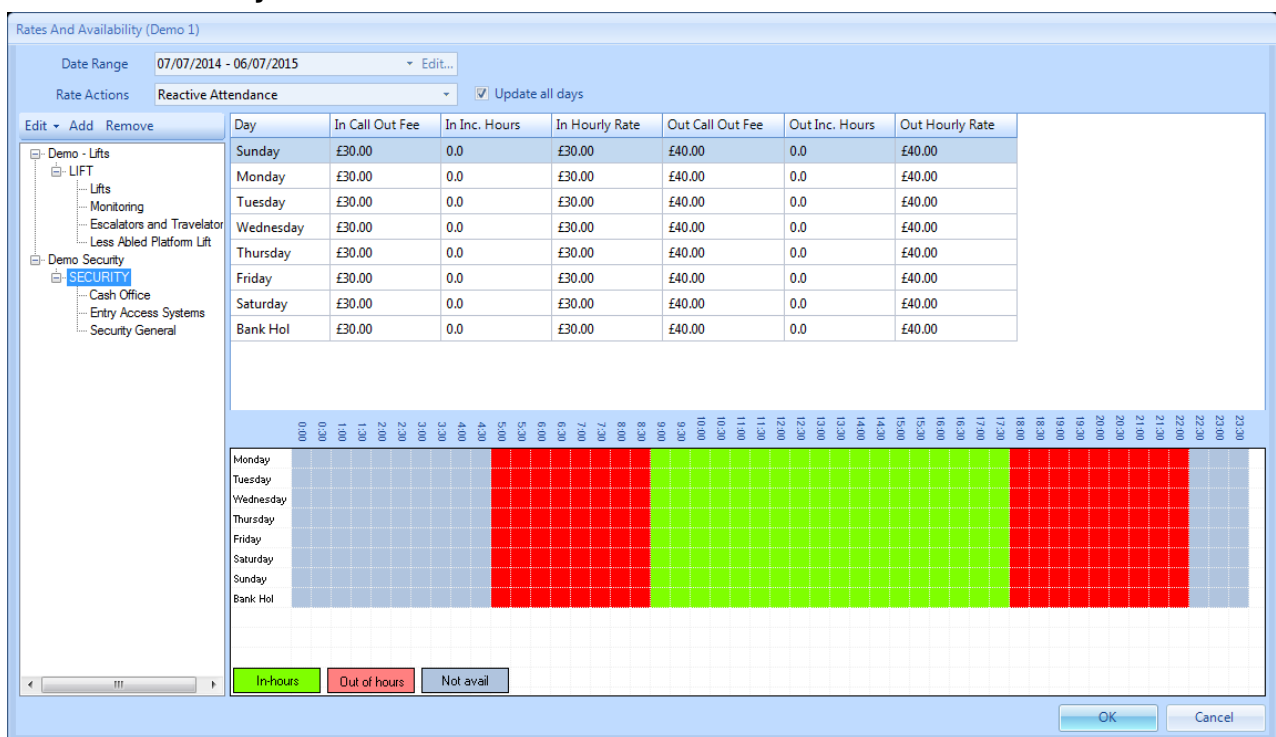 Rates And Availability (Demo 1)
Date Range 07/07/2014 - 06/07/2015 Edit...
Rate Actions Reactive Attendance Update all days
Edit Add Remove
Demo - Lifts
LIFT
Lifts
Monitoring
Escalators and Travelator
Less Abled Platform Lift
Demo Security
SECURITY
Cash Office
Entry Access Systems
Security General
Day In Call Out Fee In Inc. Hours In Hourly Rate Out Call Out Fee Out Inc. Hours Out Hourly Rate
Sunday £30.00 0.0 £30.00 £40.00 0.0 £40.00
Monday £30.00 0.0 £30.00 £40.00 0.0 £40.00
Tuesday £30.00 0.0 £30.00 £40.00 0.0 £40.00
Wednesday £30.00 0.0 £30.00 £40.00 0.0 £40.00
Thursday £30.00 0.0 £30.00 £40.00 0.0 £40.00
Friday £30.00 0.0 £30.00 £40.00 0.0 £40.00
Saturday £30.00 0.0 £30.00 £40.00 0.0 £40.00
Bank Hol £30.00 0.0 £30.00 £40.00 0.0 £40.00
0:00 0:30 1:00 1:30 2:00 2:30 3:00 3:30 4:00 4:30 5:00 5:30 6:00 6:30 7:00 7:30 8:00 8:30 9:00 9:30 10:00 10:30 11:00 11:30 12:00 12:30 13:00 13:30 14:00 14:30 15:00 15:30 16:00 16:30 17:00 17:30 18:00 18:30 19:00 19:30 20:00 20:30 21:00 21:30 22:00 22:30 23:00 23:30
Monday
Tuesday
Wednesday
Thursday
Friday
Saturday
Sunday
Bank Hol
In-hours Out of hours Not avail
OK Cancel